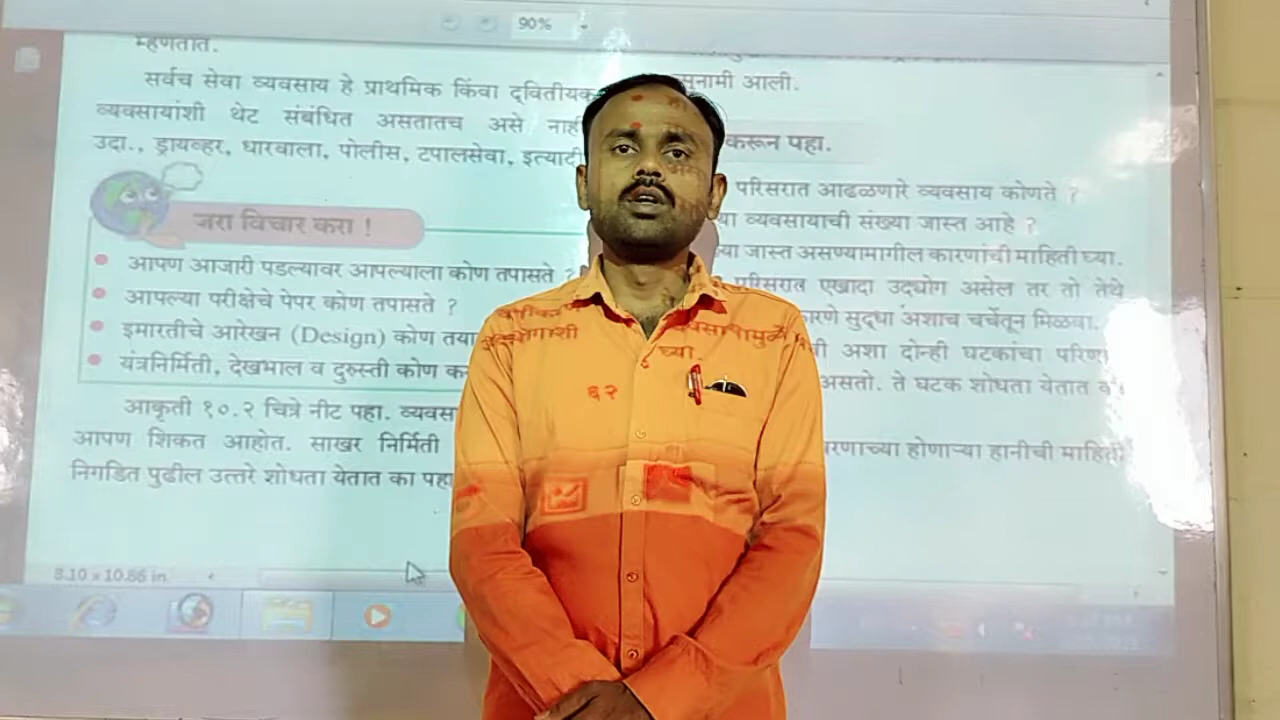 90%
म्हणतात.
सर्वच सेवा व्यवसाय हे प्राथमिक किंवा द्वितीयक
व्यवसायांशी थेट संबंधित असतातच असे नाही
उदा., ड्रायव्हर, धारवाला, पोलीस, टपालसेवा, इत्यादी
जरा विचार करा !
आपण आजारी पडल्यावर आपल्याला कोण तपासते ?
आपल्या परीक्षेचे पेपर कोण तपासते ?
इमारतीचे आरेखन (Design) कोण तया
यंत्रनिर्मिती, देखभाल व दुरुस्ती कोण क
आकृती १०.२ चित्रे नीट पहा. व्यवसा
आपण शिकत आहोत. साखर निर्मिती
निगडित पुढील उत्तरे शोधता येतात का पहा
सुनामी आली.
करून पहा.
परिसरात आढळणारे व्यवसाय कोणते ?
या व्यवसायाची संख्या जास्त आहे ?
या जास्त असण्यामागील कारणांची माहिती घ्या.
परिसरात एखादा उद्योग असेल तर तो तेथे
कारणे सुद्धा अशाच चर्चेतून मिळवा.
वी अशा दोन्ही घटकांचा परिणा
असतो. ते घटक शोधता येतात का
रणाच्या होणाऱ्या हानीची माहिती
घ्या.
६२
8.10 x 10.86 in